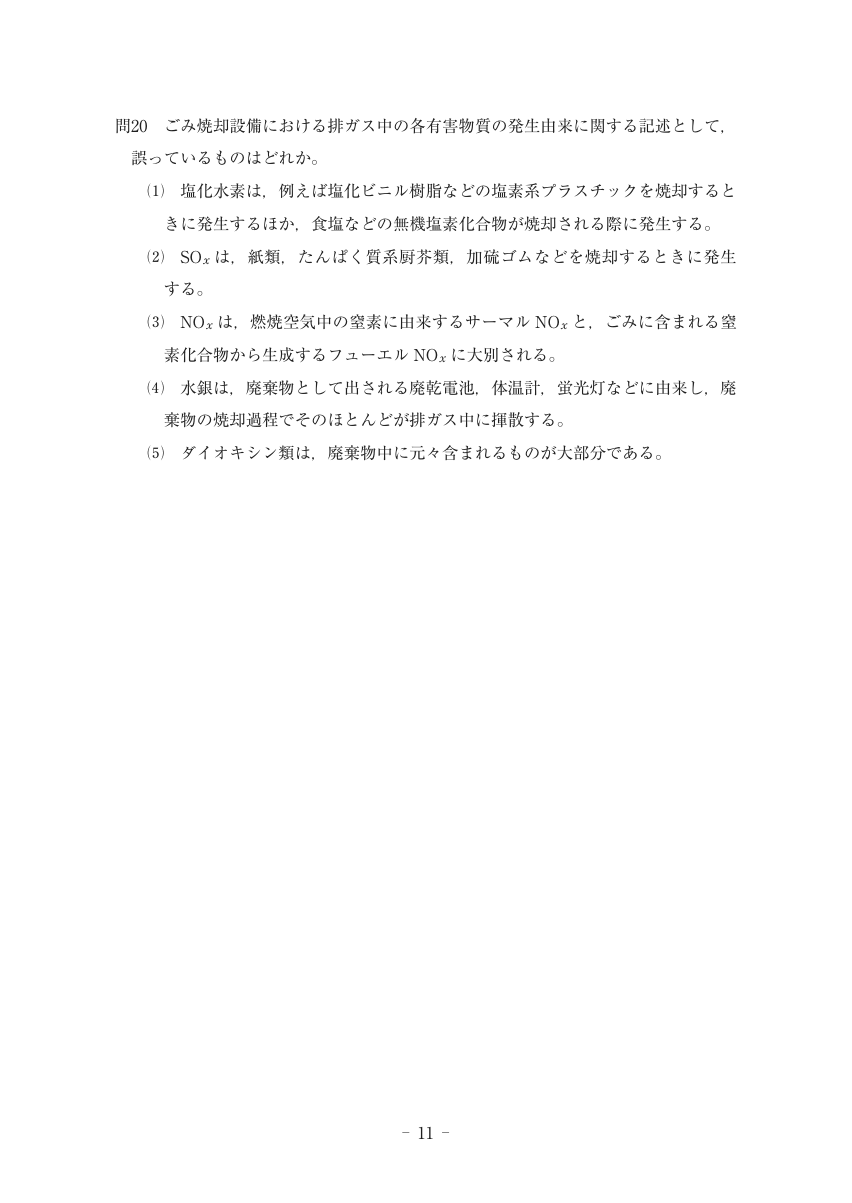 問20　ごみ焼却設備における排ガス中の各有害物質の発生由来に関する記述として，
誤っているものはどれか。
⑴　塩化水素は，例えば塩化ビニル樹脂などの塩素系プラスチックを焼却すると
きに発生するほか，食塩などの無機塩素化合物が焼却される際に発生する。
⑵　SOx は，紙類，たんぱく質系厨芥類，加硫ゴムなどを焼却するときに発生
する。
⑶　NOx は，燃焼空気中の窒素に由来するサーマル NOx と，ごみに含まれる窒
素化合物から生成するフューエル NOx に大別される。
⑷　水銀は，廃棄物として出される廃乾電池，体温計，蛍光灯などに由来し，廃
棄物の焼却過程でそのほとんどが排ガス中に揮散する。
⑸　ダイオキシン類は，廃棄物中に元々含まれるものが大部分である。
- 11 -